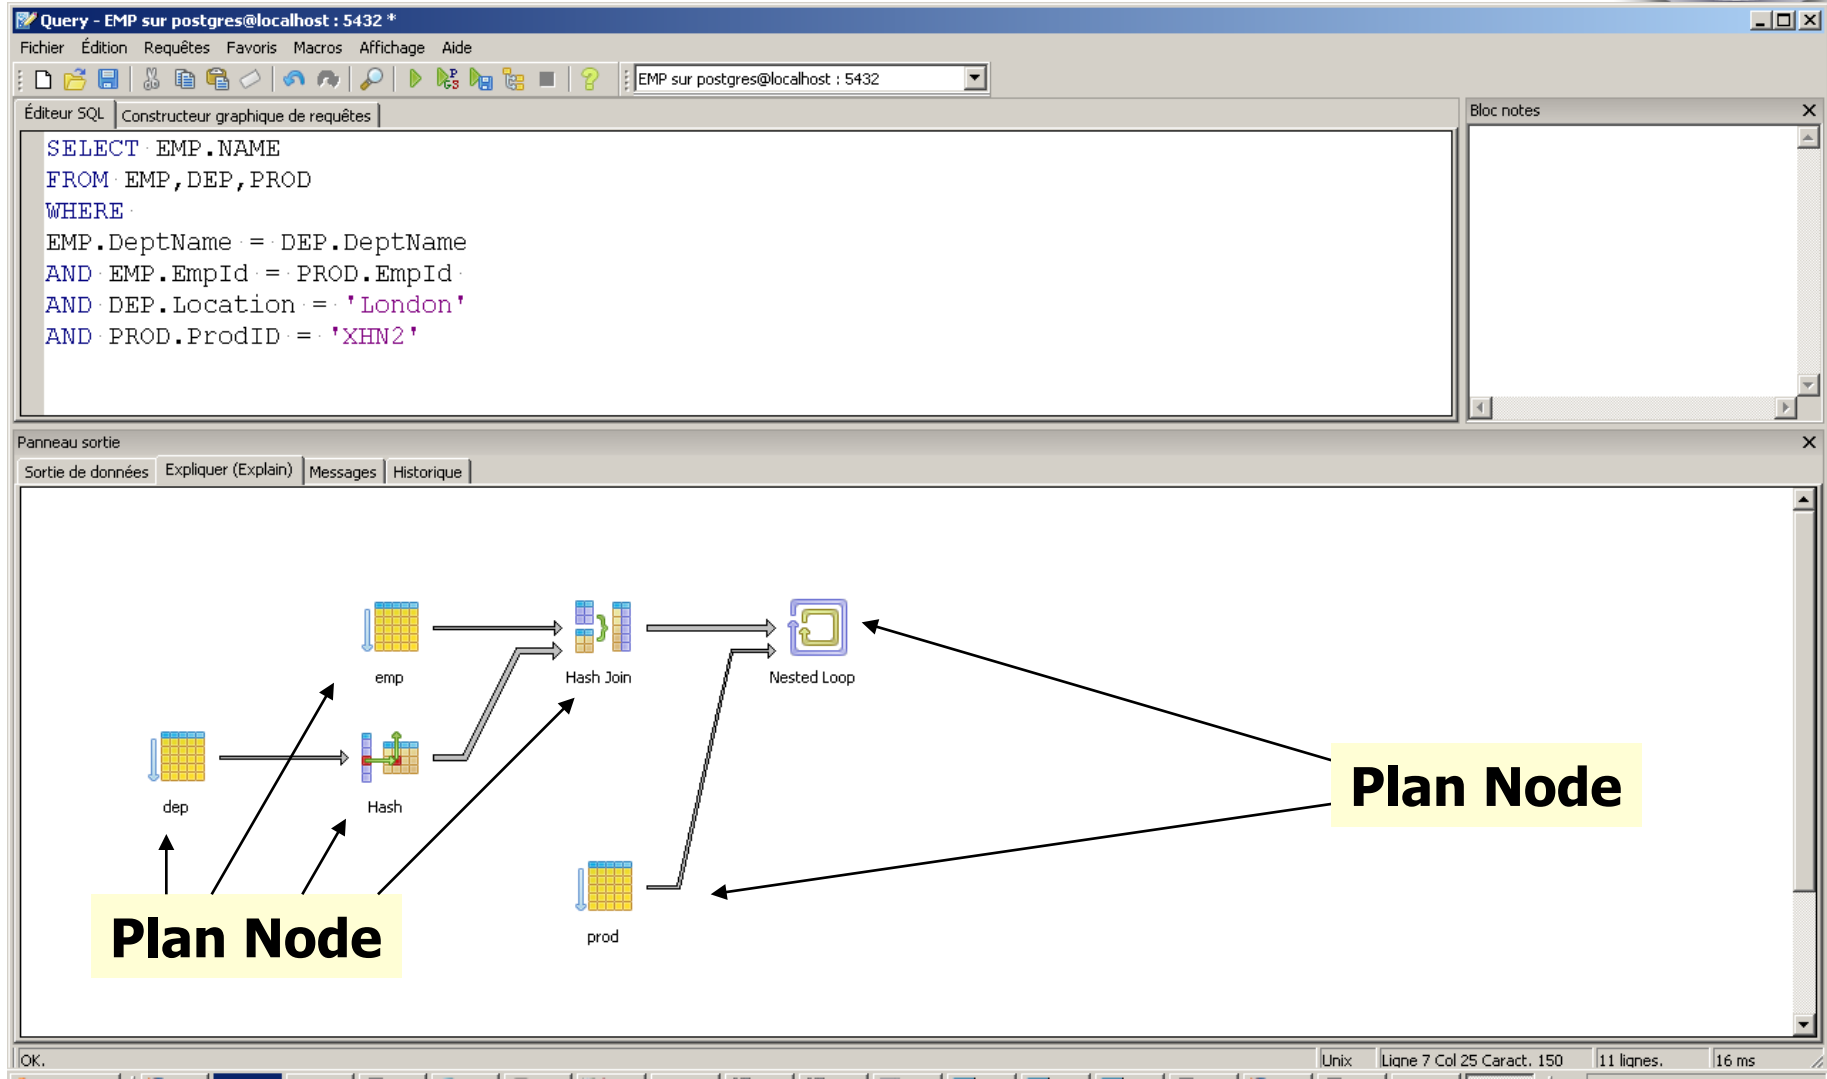 Query - EMP sur postgres@localhost : 5432 *
Fichier Édition Requêtes Favoris Macros Affichage Aide
EMP sur postgres@localhost : 5432
Éditeur SQL Constructeur graphique de requêtes
Bloc notes
SELECT EMP.NAME
FROM EMP,DEP,PROD
WHERE
EMP.DeptName = DEP.DeptName
AND EMP.EmpId = PROD.EmpId
AND DEP.Location = 'London'
AND PROD.ProdID = 'XHN2'
Panneau sortie
Sortie de données Expliquer (Explain) Messages Historique
emp
Hash Join
Nested Loop
dep
Hash
Plan Node
prod
Plan Node
OK.
Unix Ligne 7 Col 25 Caract. 150 11 lignes. 16 ms